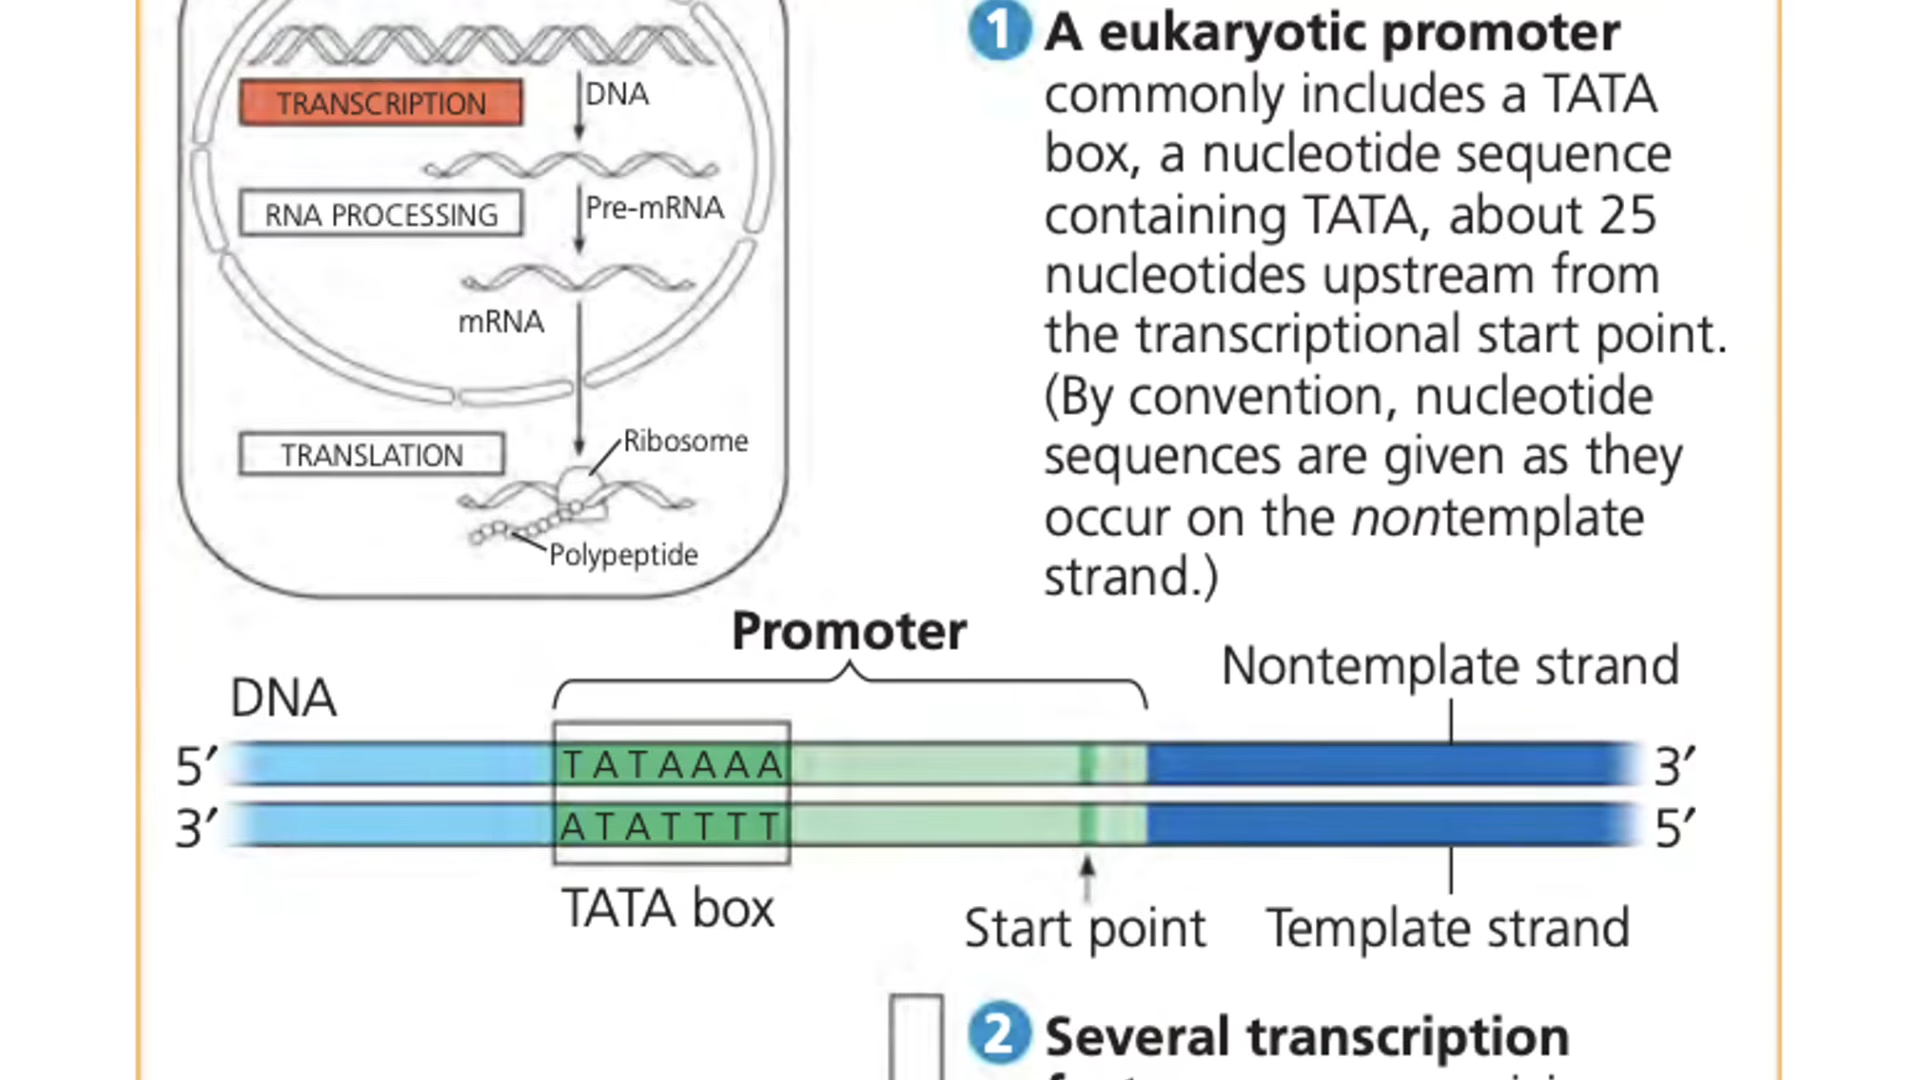 TRANSCRIPTION
DNA
RNA PROCESSING
Pre-mRNA
mRNA
TRANSLATION
Ribosome
Polypeptide
1 A eukaryotic promoter
commonly includes a TATA
box, a nucleotide sequence
containing TATA, about 25
nucleotides upstream from
the transcriptional start point.
(By convention, nucleotide
sequences are given as they
occur on the nontemplate
strand.)
Promoter
Nontemplate strand
DNA
5′ TATAAAA 3′
3′ ATATTTT 5′
TATA box
Start point
Template strand
2 Several transcription